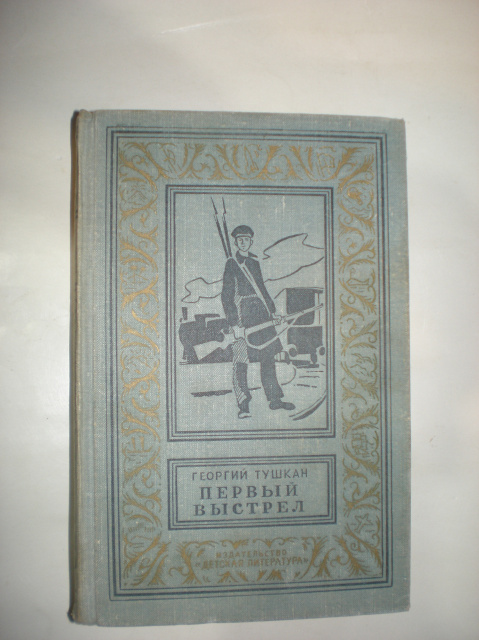 ГЕОРГИЙ ТУШКАН
ПЕРВЫЙ
ВЫСТРЕЛ
ИЗДАТЕЛЬСТВО
"ДЕТСКАЯ ЛИТЕРАТУРА"